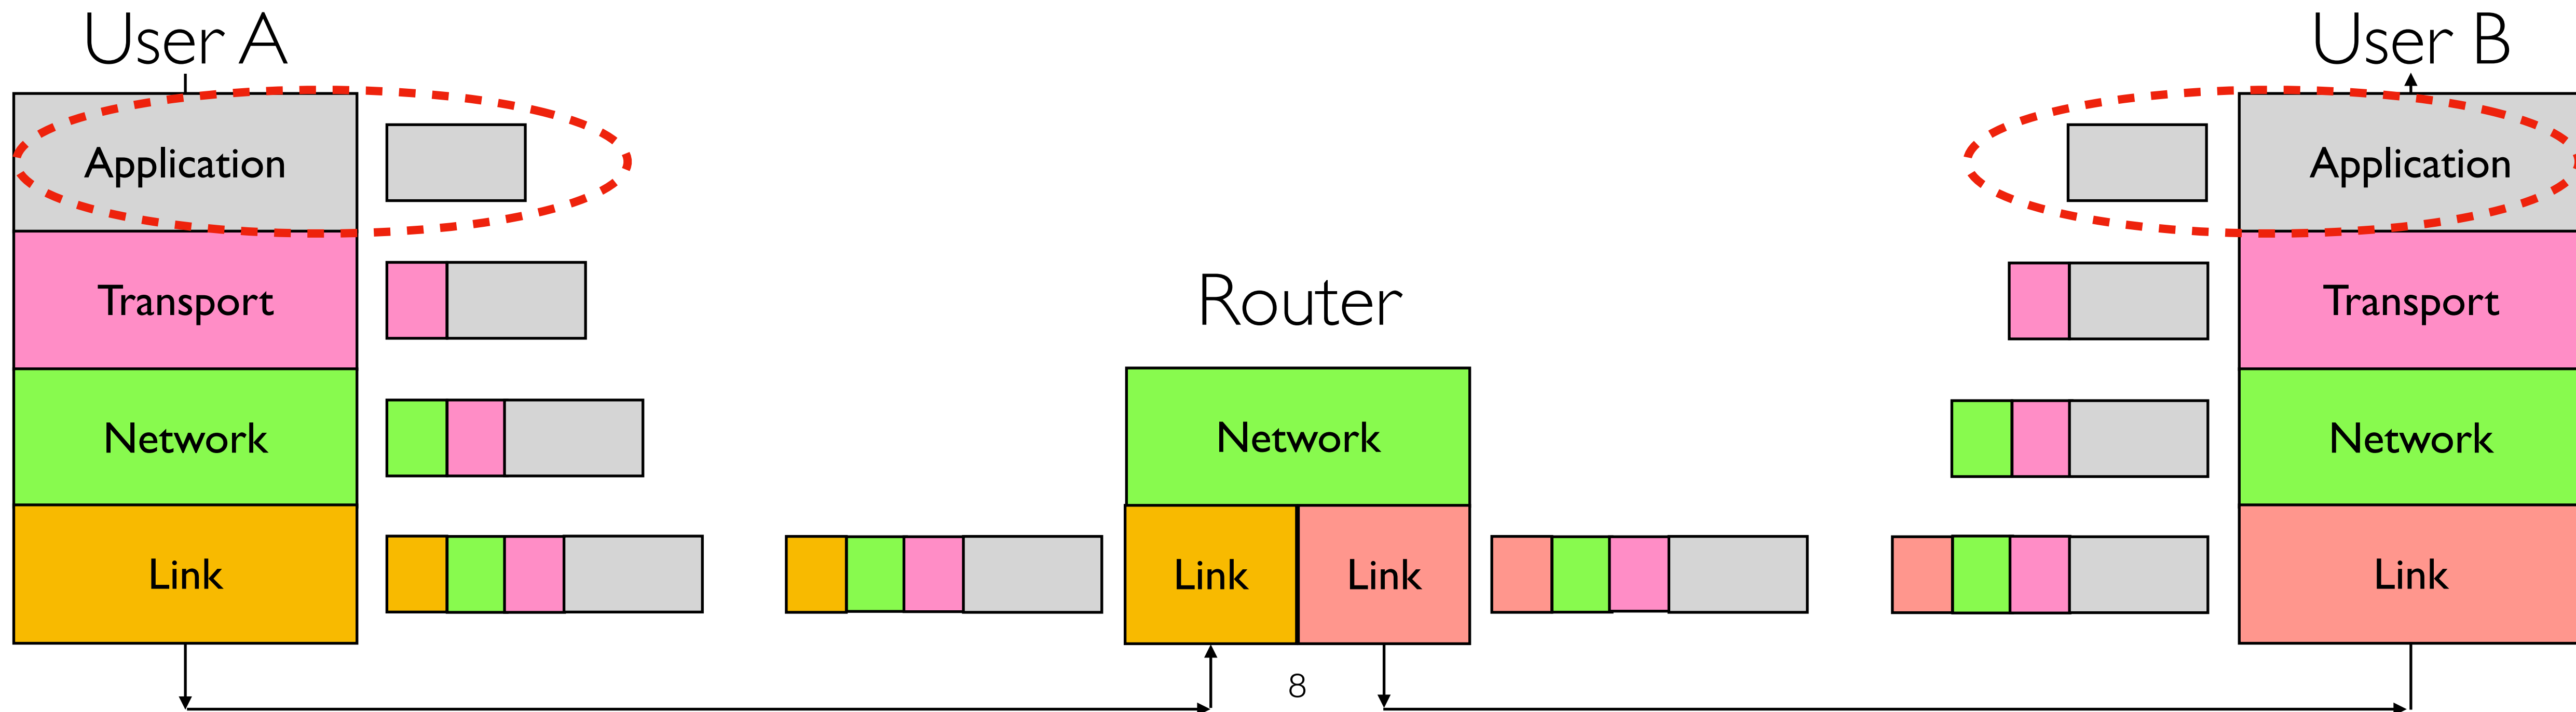 User A
User B
Application
Application
Transport
Router
Transport
Network
Network
Network
Link
Link
Link
Link
8